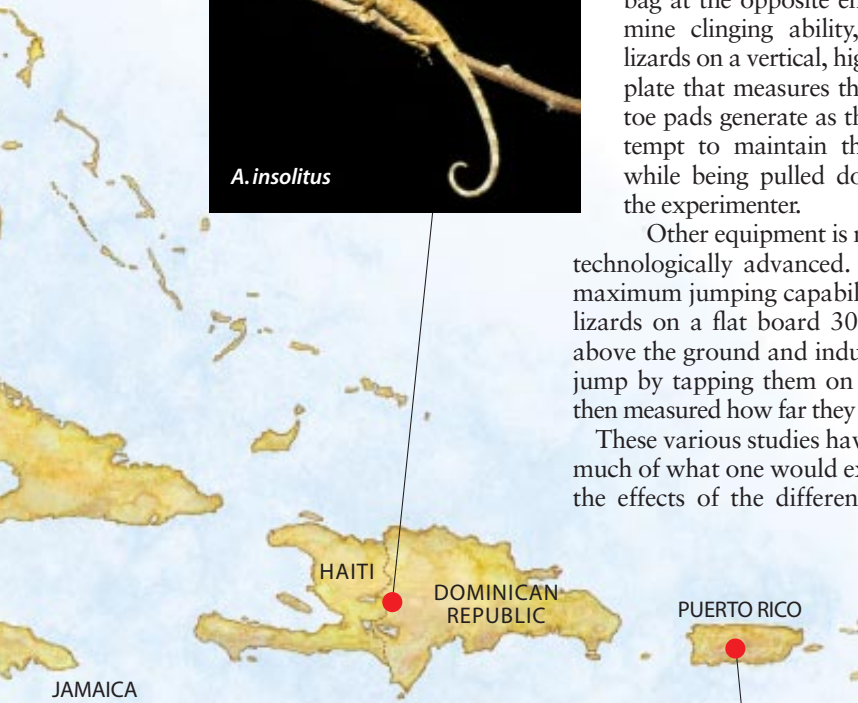 bag at the opposite en
mine clinging ability,
lizards on a vertical, hig
plate that measures th
toe pads generate as th
tempt to maintain th
while being pulled do
the experimenter.
Other equipment is
technologically advanced.
maximum jumping capabil
lizards on a flat board 30
above the ground and indu
jump by tapping them on
then measured how far they
These various studies hav
much of what one would ex
the effects of the differen
A. insolitus
HAITI
DOMINICAN
REPUBLIC
PUERTO RICO
JAMAICA